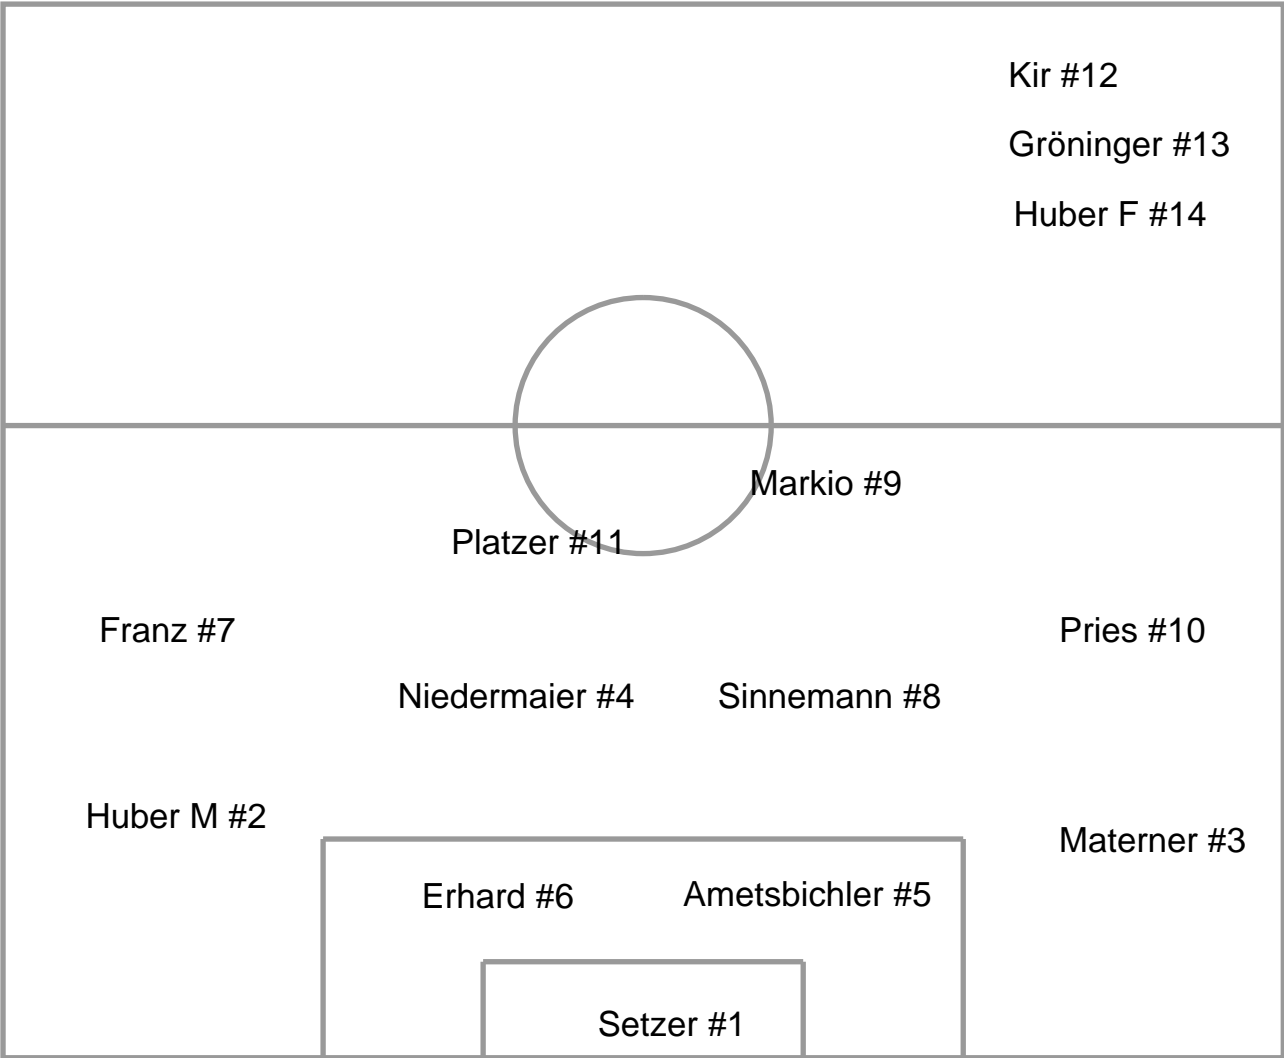 Kir #12
Gröninger #13
Huber F #14
Markio #9
Platzer #11
Franz #7
Pries #10
Niedermaier #4
Sinnemann #8
Huber M #2
Materner #3
Erhard #6
Ametsbichler #5
Setzer #1